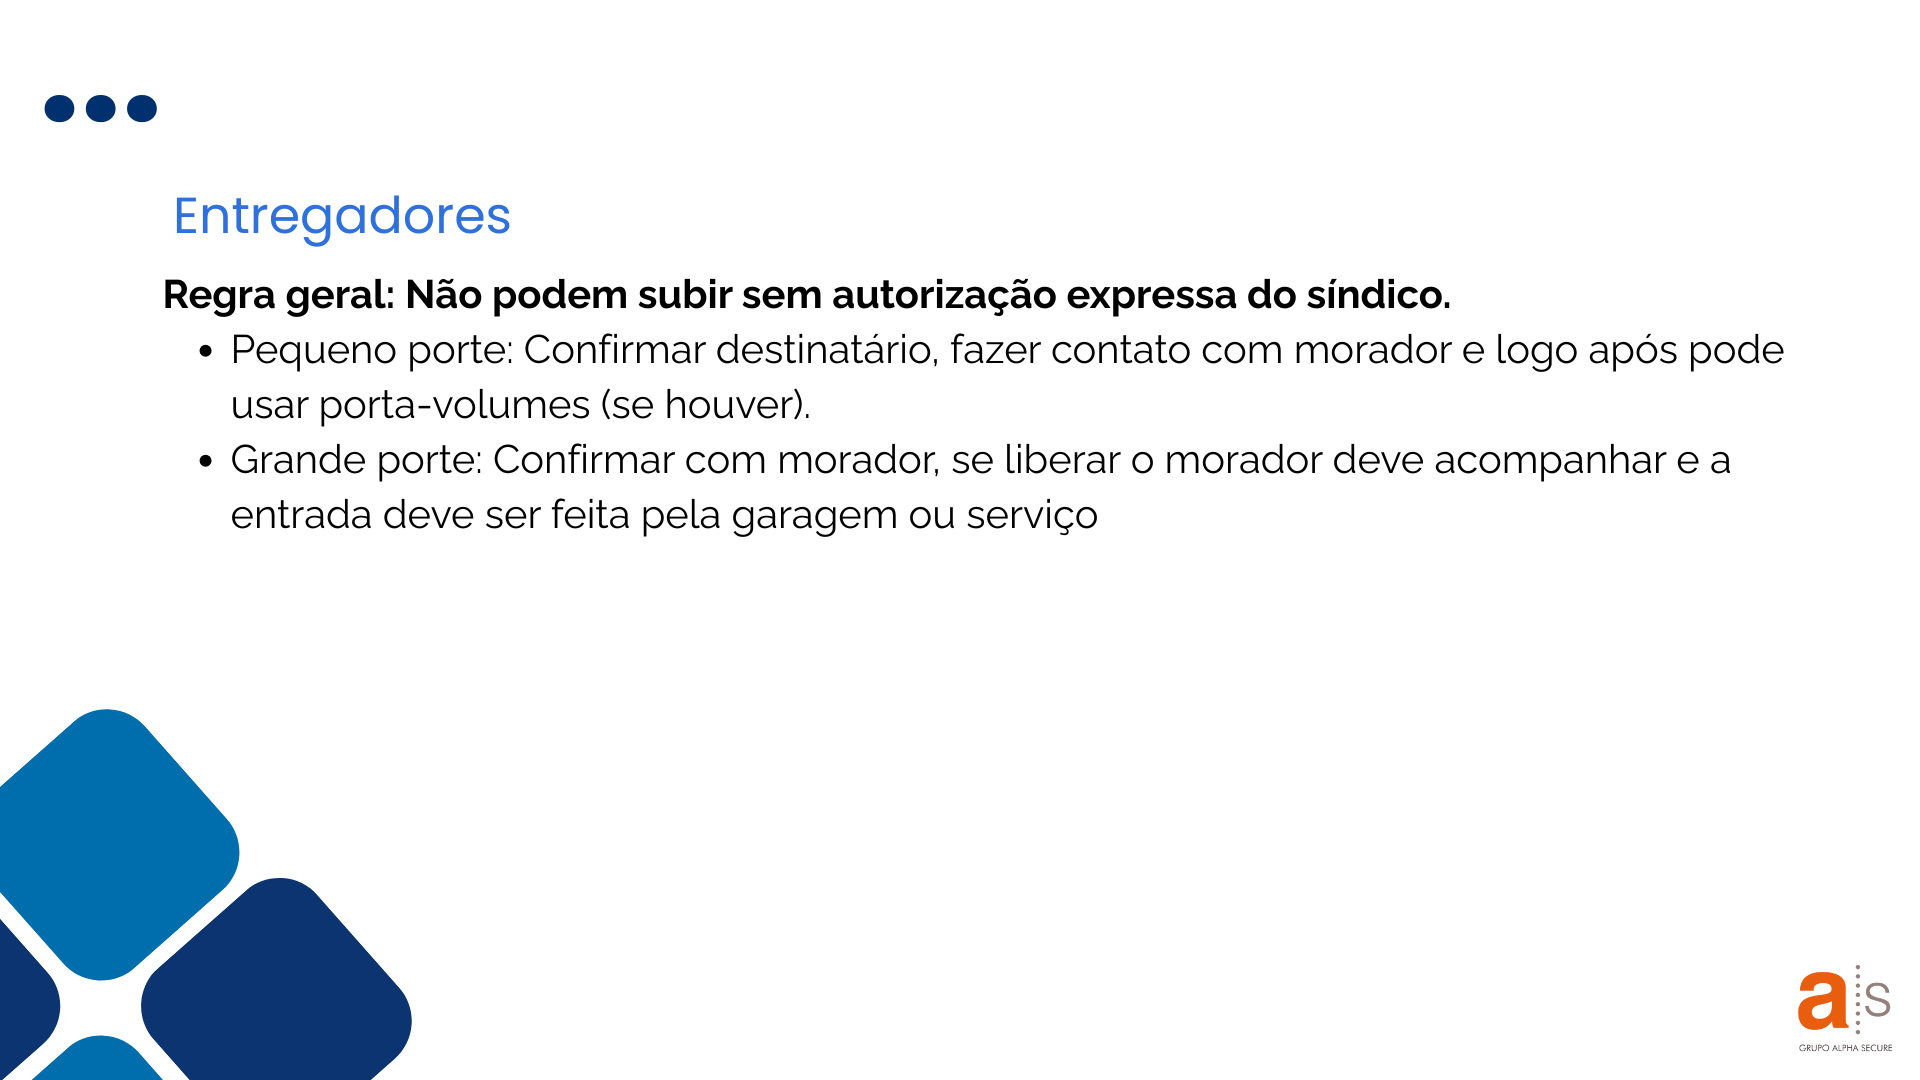 Entregadores
Regra geral: Não podem subir sem autorização expressa do síndico.
• Pequeno porte: Confirmar destinatário, fazer contato com morador e logo após pode
usar porta-volumes (se houver).
• Grande porte: Confirmar com morador, se liberar o morador deve acompanhar e a
entrada deve ser feita pela garagem ou serviço
a s
GRUPO ALPHA SECURE